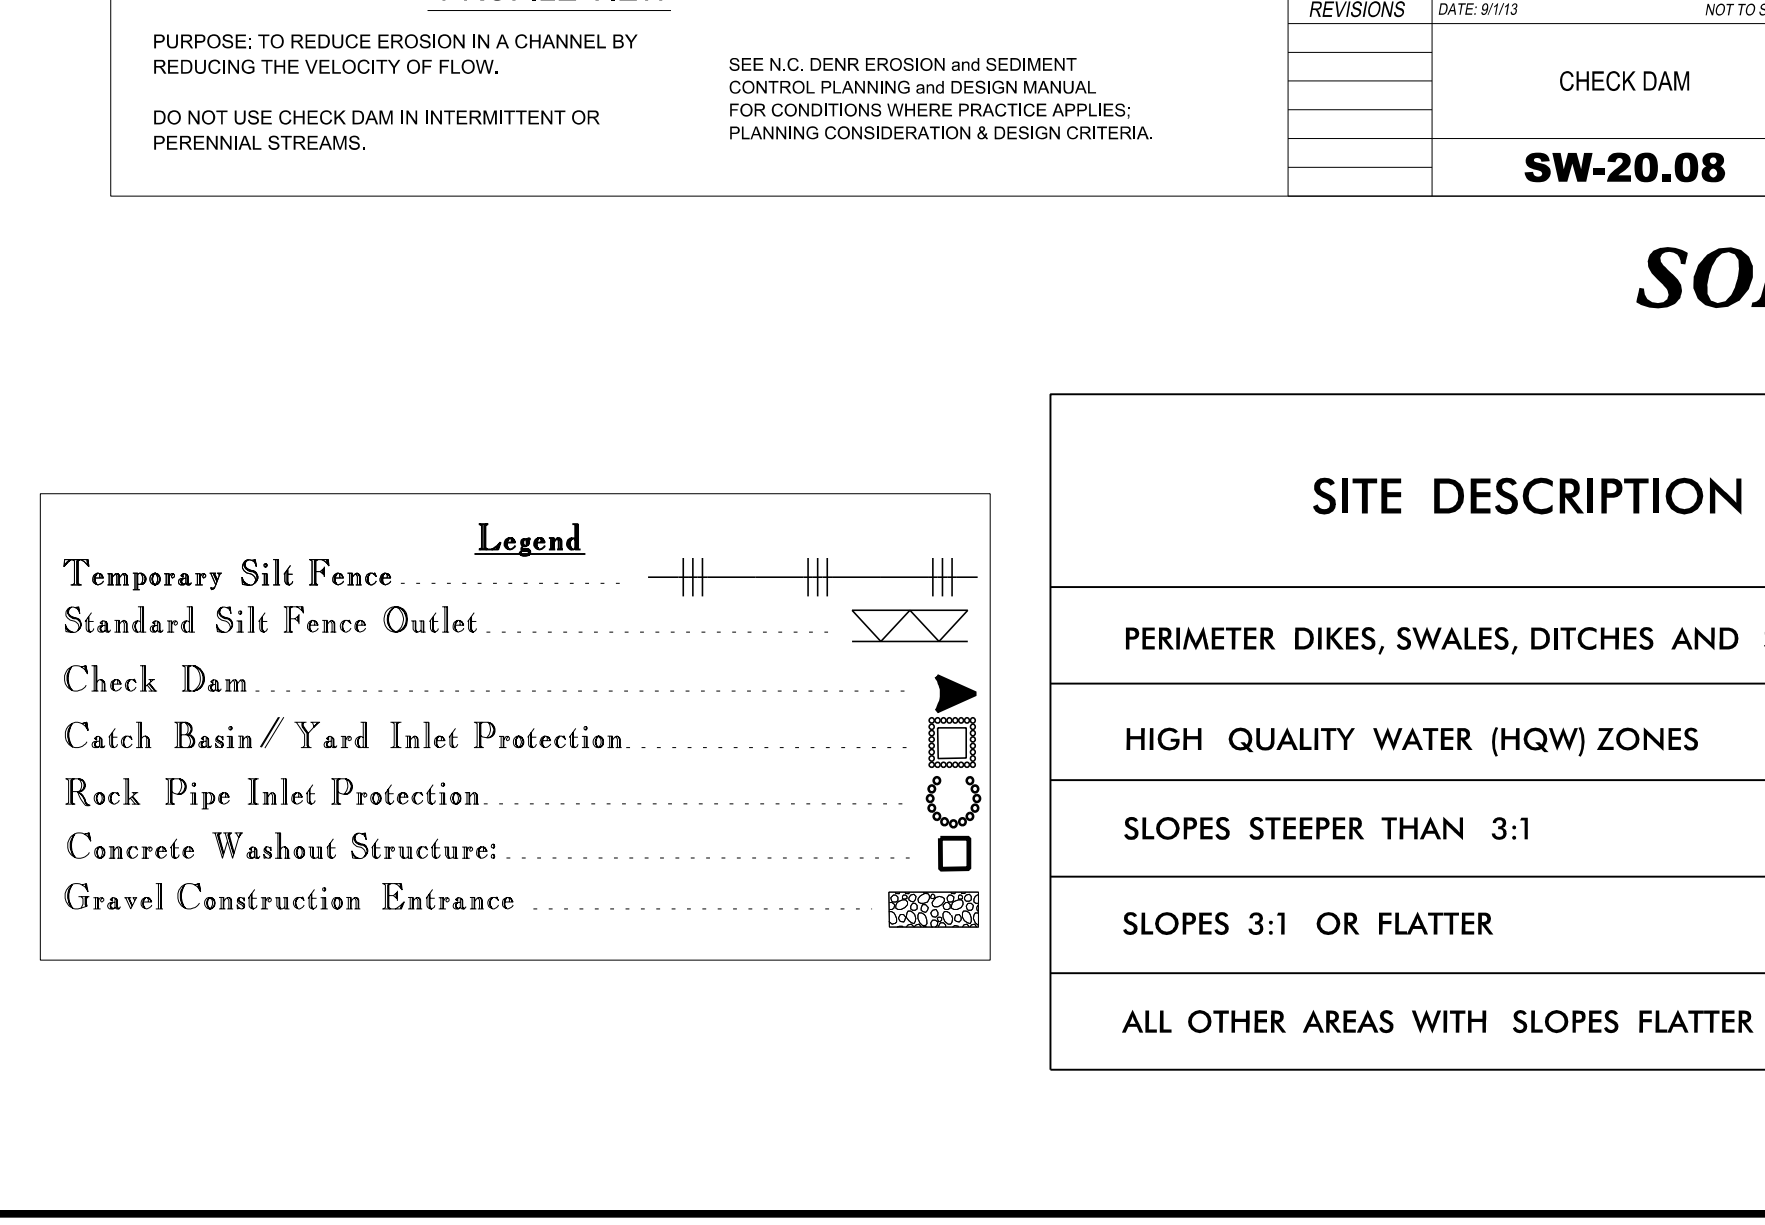 PURPOSE: TO REDUCE EROSION IN A CHANNEL BY
REDUCING THE VELOCITY OF FLOW.
DO NOT USE CHECK DAM IN INTERMITTENT OR
PERENNIAL STREAMS.
SEE N.C. DENR EROSION and SEDIMENT
CONTROL PLANNING and DESIGN MANUAL
FOR CONDITIONS WHERE PRACTICE APPLIES;
PLANNING CONSIDERATION & DESIGN CRITERIA.
REVISIONS
DATE: 9/1/13
NOT TO
CHECK DAM
SW-20.08
Legend
Temporary Silt Fence
Standard Silt Fence Outlet
Check Dam
Catch Basin/Yard Inlet Protection
Rock Pipe Inlet Protection
Concrete Washout Structure:
Gravel Construction Entrance
SITE DESCRIPTION
PERIMETER DIKES, SWALES, DITCHES AND
HIGH QUALITY WATER (HQW) ZONES
SLOPES STEEPER THAN 3:1
SLOPES 3:1 OR FLATTER
ALL OTHER AREAS WITH SLOPES FLATTER